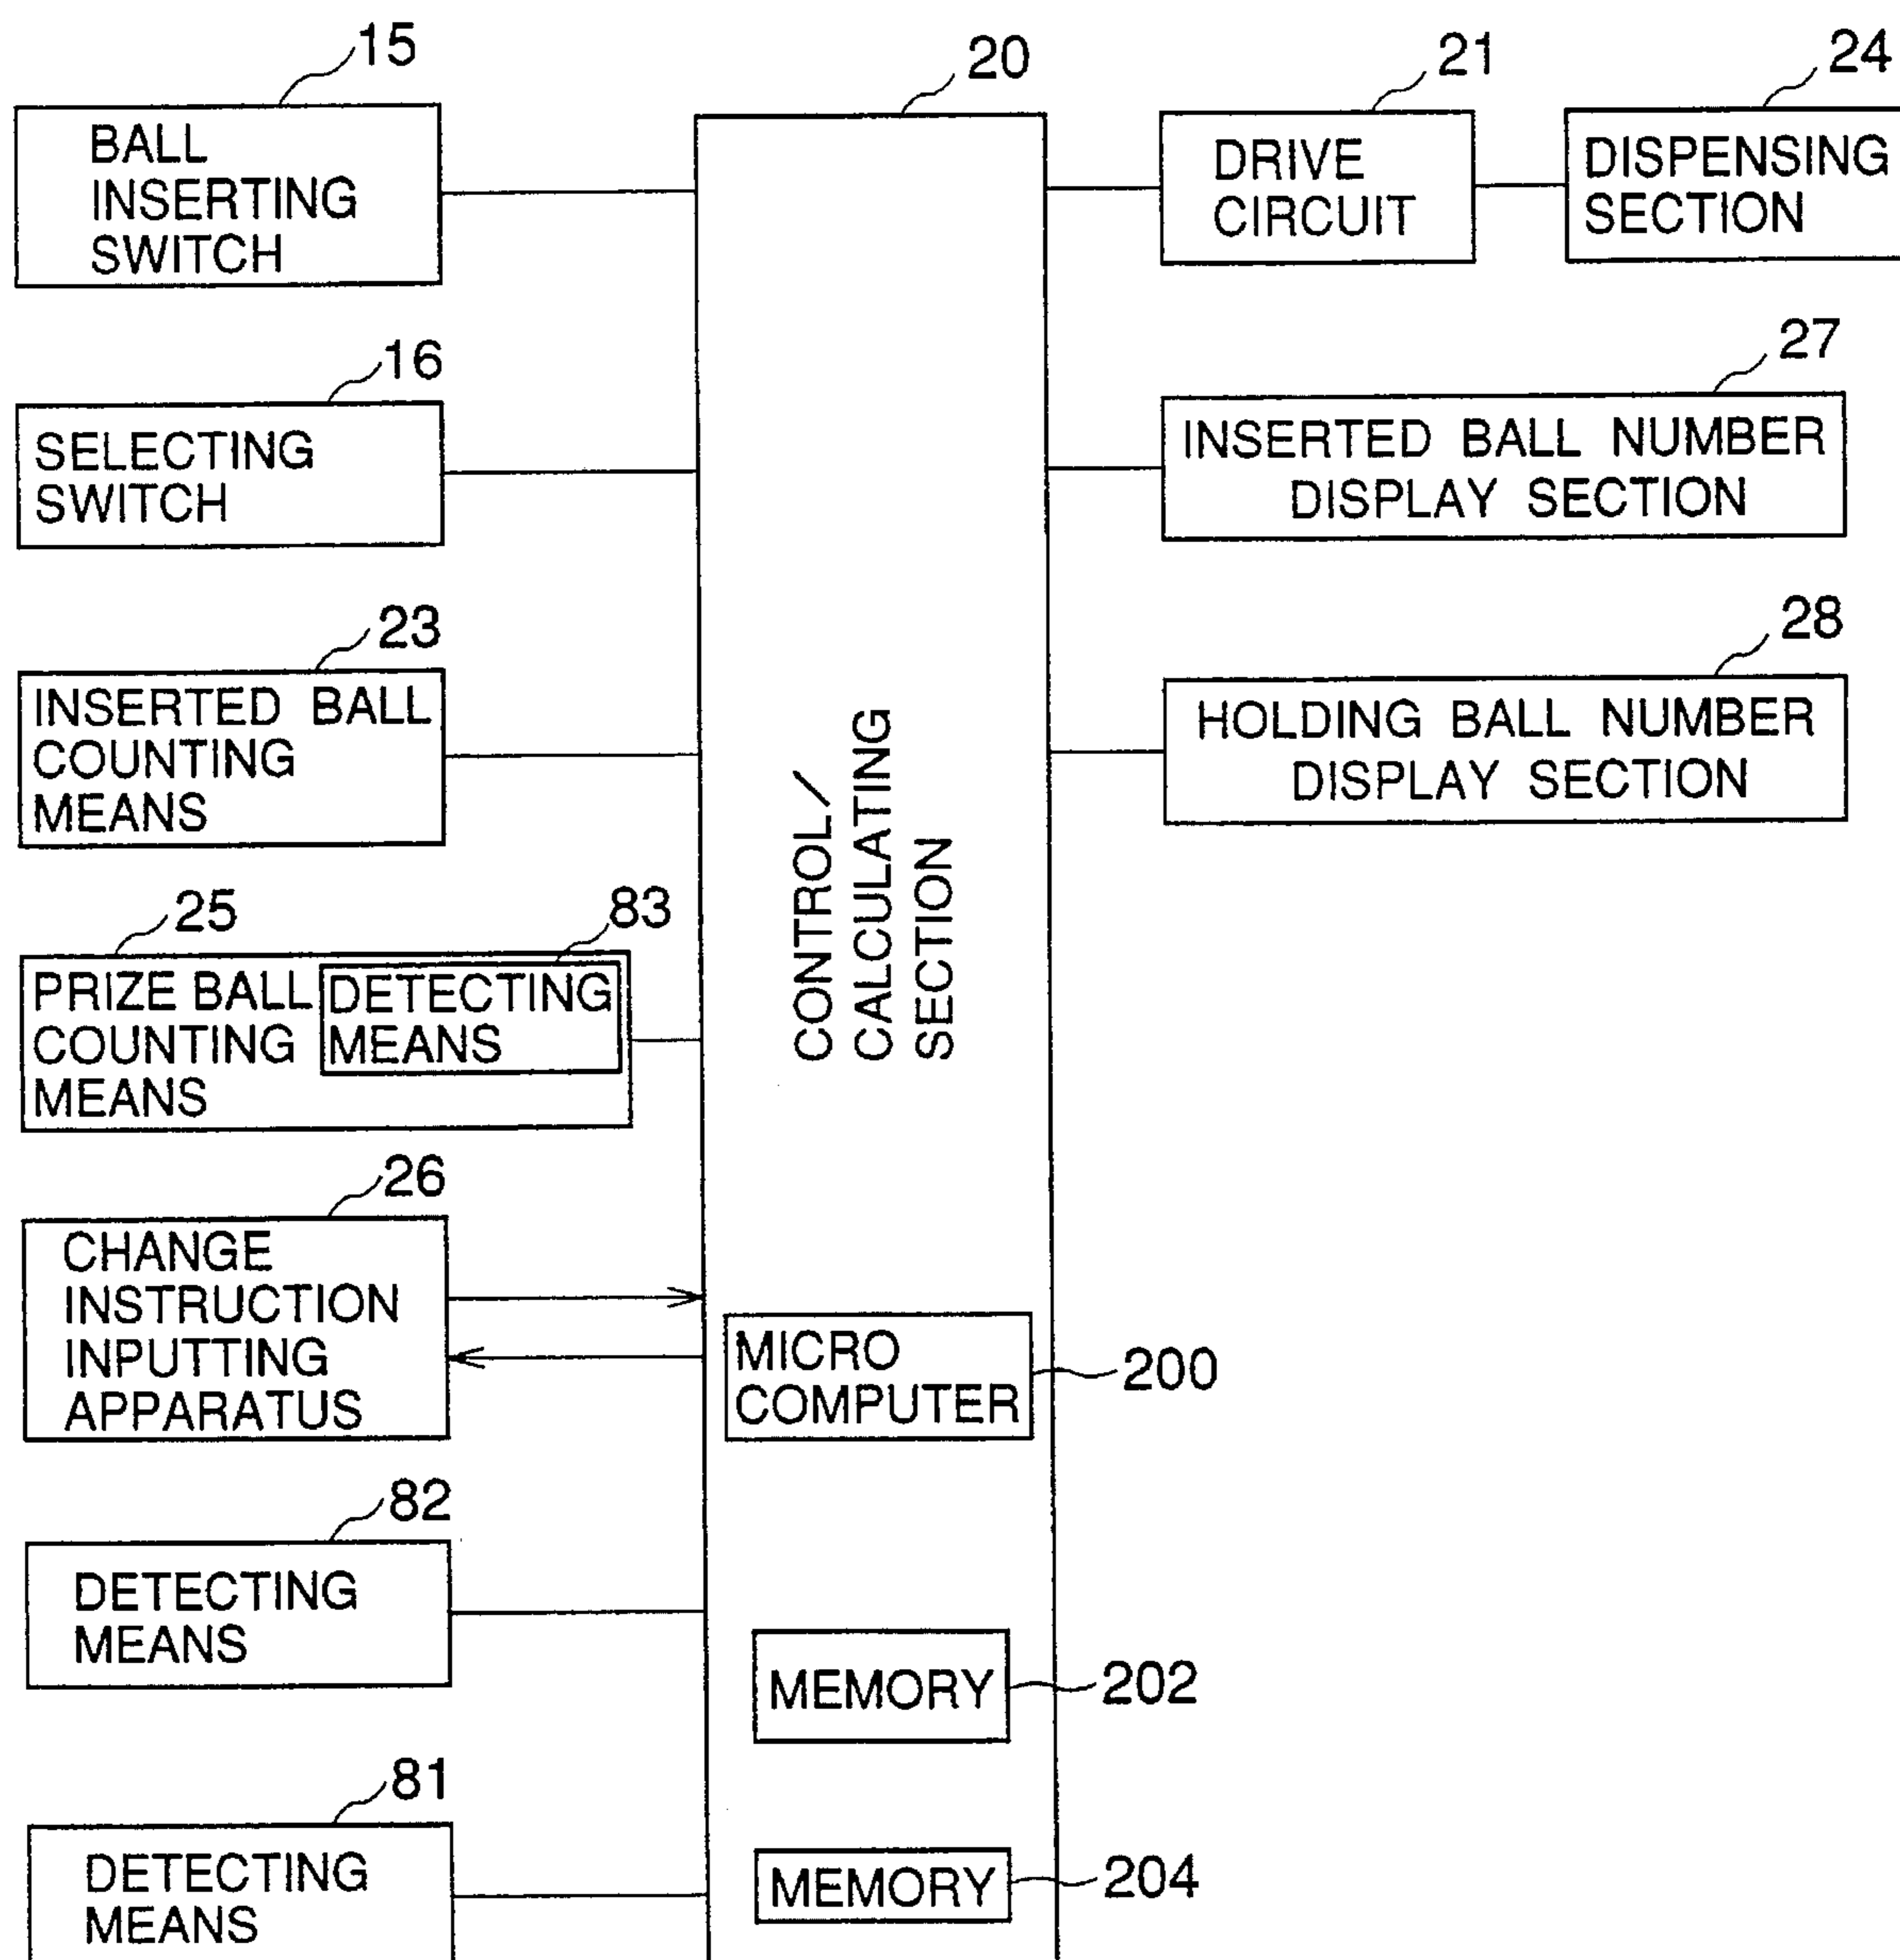 15
BALL
INSERTING
SWITCH
16
SELECTING
SWITCH
23
INSERTED BALL
COUNTING
MEANS
25
PRIZE BALL
COUNTING
MEANS
83
DETECTING
MEANS
26
CHANGE
INSTRUCTION
INPUTTING
APPARATUS
82
DETECTING
MEANS
81
DETECTING
MEANS
20
CONTROL/
CALCULATING
SECTION
MICRO
COMPUTER
200
MEMORY
202
MEMORY
204
21
DRIVE
CIRCUIT
24
DISPENSING
SECTION
27
INSERTED BALL NUMBER
DISPLAY SECTION
28
HOLDING BALL NUMBER
DISPLAY SECTION